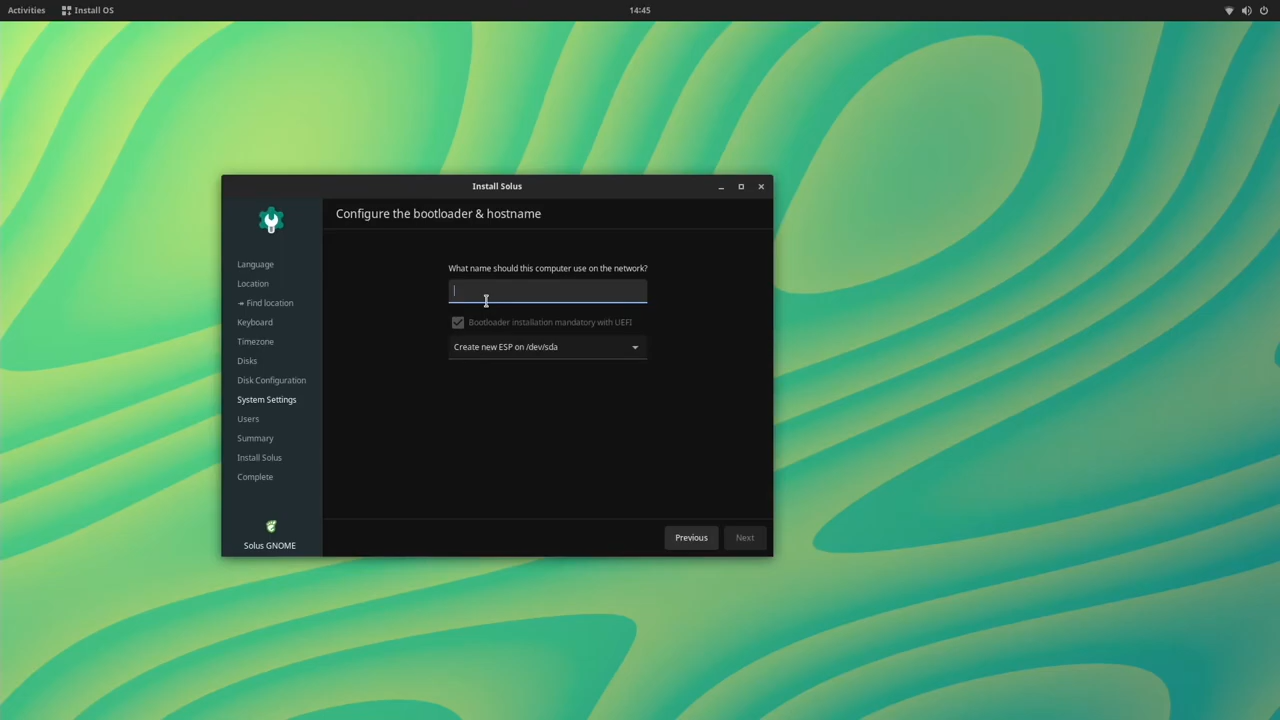 Activities
Install OS
14:45
Install Solus
Configure the bootloader & hostname
Language
Location
➔ Find location
Keyboard
Timezone
Disks
Disk Configuration
System Settings
Users
Summary
Install Solus
Complete
Solus GNOME
What name should this computer use on the network?
Bootloader installation mandatory with UEFI
Create new ESP on /dev/sda
Previous
Next